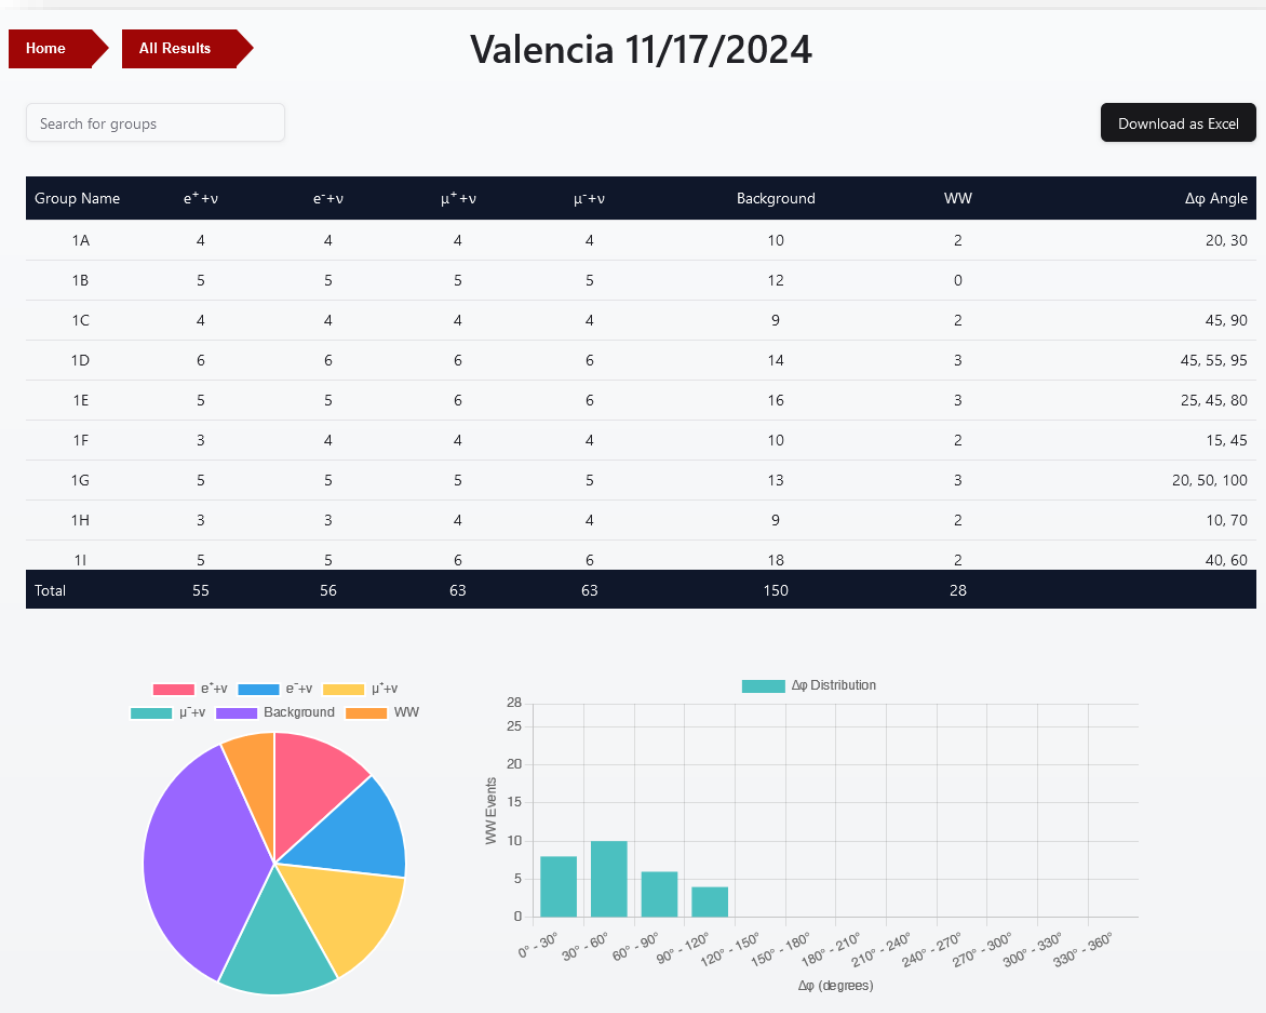 Home
All Results
Valencia 11/17/2024
Search for groups
Download as Excel
Group Name e⁺+ν e⁻+ν μ⁺+ν μ⁻+ν Background WW Δφ Angle
1A 4 4 4 4 10 2 20, 30
1B 5 5 5 5 12 0
1C 4 4 4 4 9 2 45, 90
1D 6 6 6 6 14 3 45, 55, 95
1E 5 5 6 6 16 3 25, 45, 80
1F 3 4 4 4 10 2 15, 45
1G 5 5 5 5 13 3 20, 50, 100
1H 3 3 4 4 9 2 10, 70
1I 5 5 6 6 18 2 40, 60
Total 55 56 63 63 150 28
e⁺+ν e⁻+ν μ⁺+ν
μ⁻+ν Background WW
Δφ Distribution
28
25
20
15
10
5
0
WW Events
0° - 30° 30° - 60° 60° - 90° 90° - 120° 120° - 150° 150° - 180° 180° - 210° 210° - 240° 240° - 270° 270° - 300° 300° - 330° 330° - 360°
Δφ (degrees)